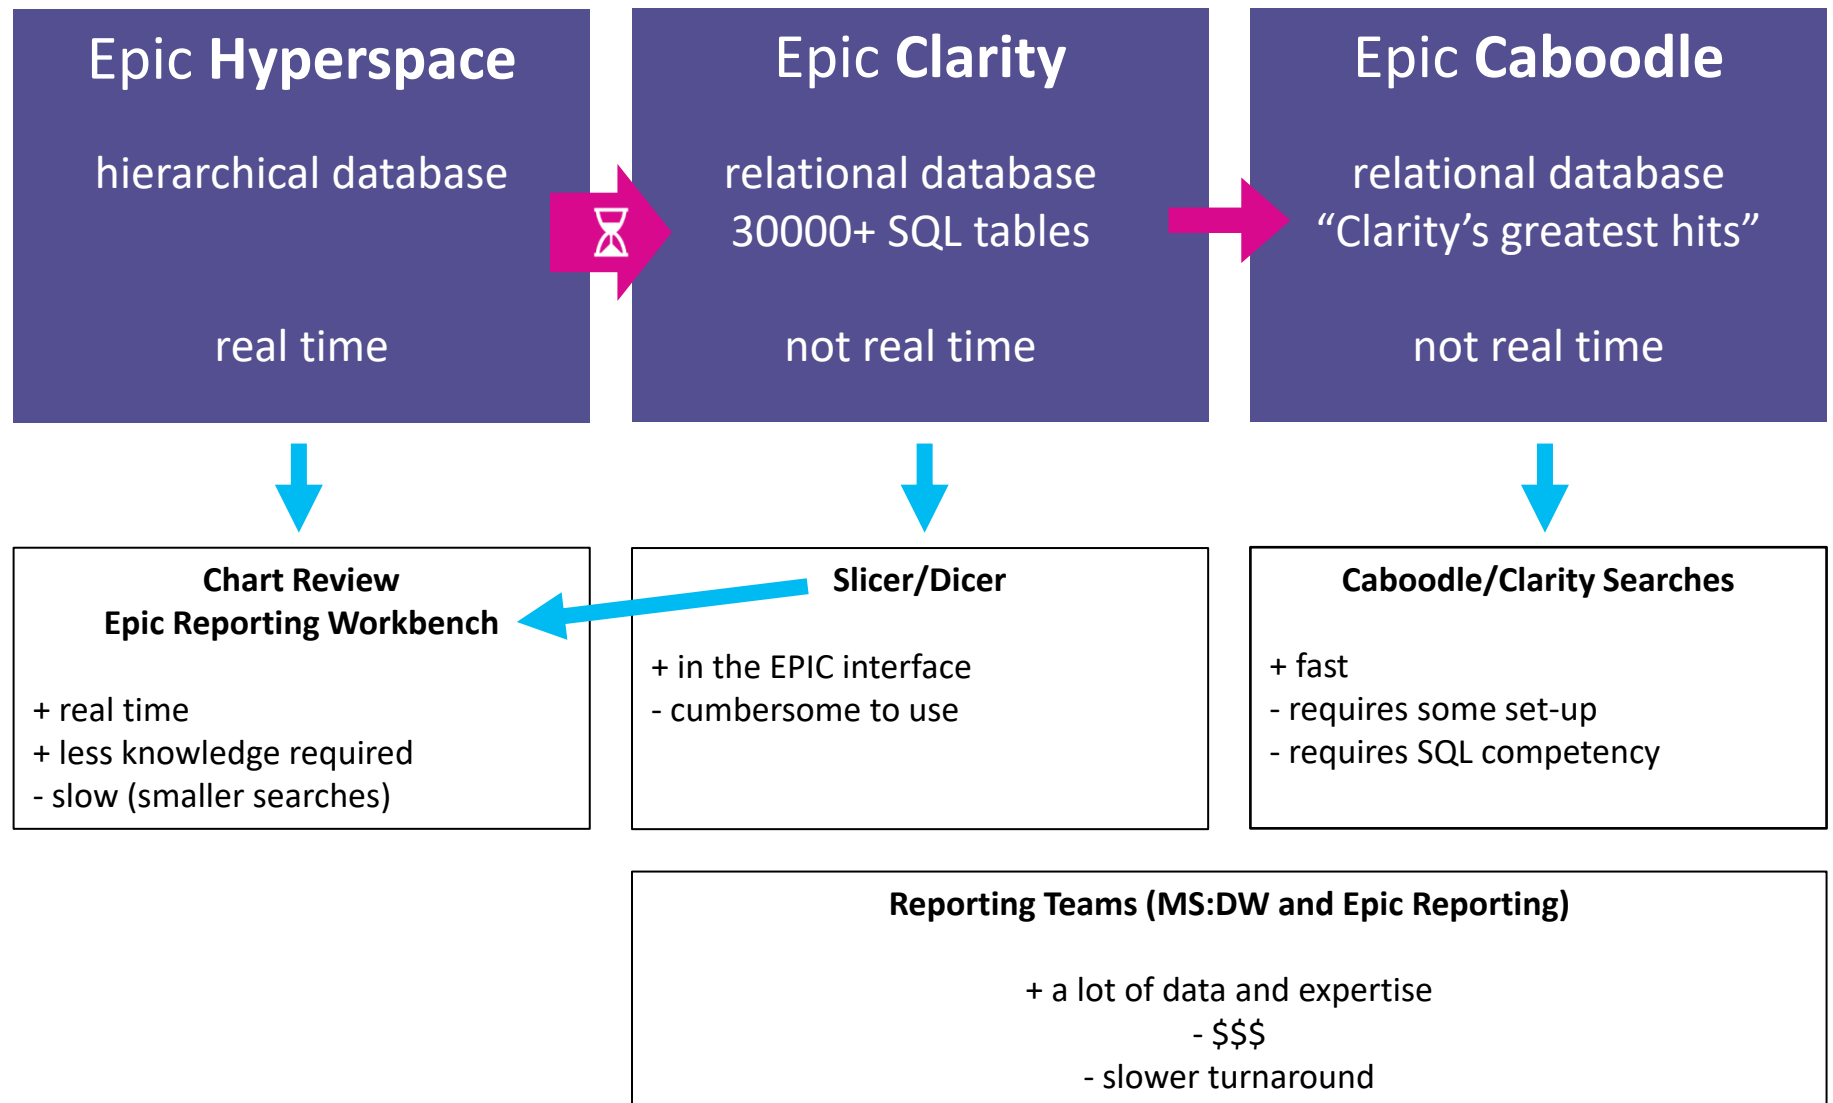 Epic Hyperspace
hierarchical database
real time
Epic Clarity
relational database
30000+ SQL tables
not real time
Epic Caboodle
relational database
“Clarity’s greatest hits”
not real time
Chart Review
Epic Reporting Workbench
+ real time
+ less knowledge required
- slow (smaller searches)
Slicer/Dicer
+ in the EPIC interface
- cumbersome to use
Caboodle/Clarity Searches
+ fast
- requires some set-up
- requires SQL competency
Reporting Teams (MS:DW and Epic Reporting)
+ a lot of data and expertise
- $$$
- slower turnaround